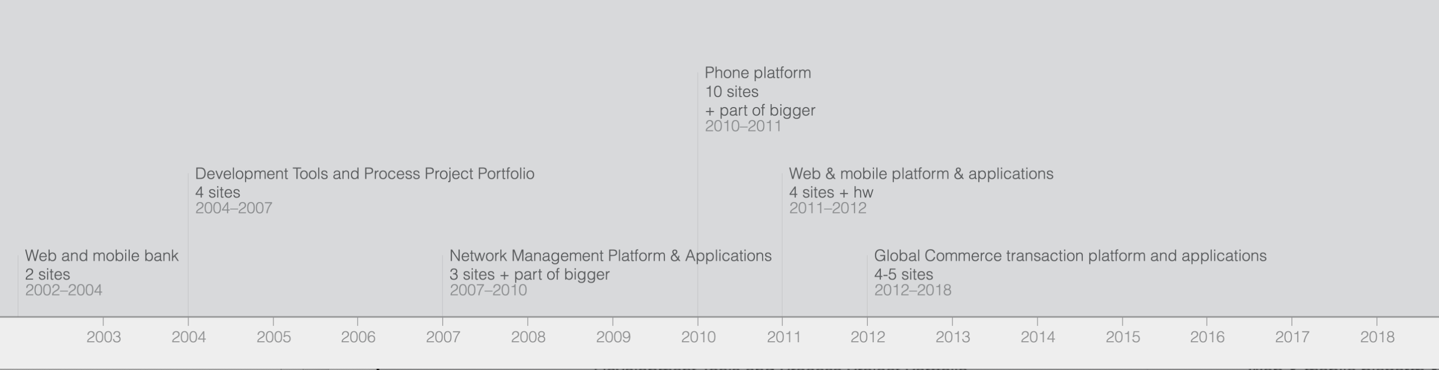 Phone platform
10 sites
+ part of bigger
2010–2011
Development Tools and Process Project Portfolio
4 sites
2004–2007
Web & mobile platform & applications
4 sites + hw
2011–2012
Web and mobile bank
2 sites
2002–2004
Network Management Platform & Applications
3 sites + part of bigger
2007–2010
Global Commerce transaction platform and applications
4-5 sites
2012–2018
2003 2004 2005 2006 2007 2008 2009 2010 2011 2012 2013 2014 2015 2016 2017 2018